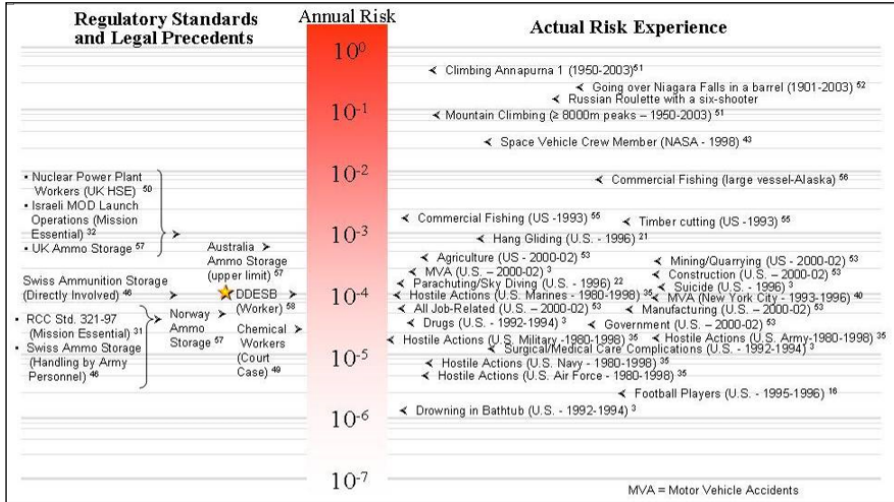 Regulatory Standards
and Legal Precedents
Annual Risk
Actual Risk Experience
10⁰
10⁻¹
10⁻²
10⁻³
10⁻⁴
10⁻⁵
10⁻⁶
10⁻⁷
• Nuclear Power Plant
Workers (UK HSE) 50
• Israeli MOD Launch
Operations (Mission
Essential) 32
• UK Ammo Storage 57
Australia
Ammo Storage
(upper limit) 57
Swiss Ammunition Storage
(Directly Involved) 46
DDESB
(Worker) 58
• RCC Std. 321-97
(Mission Essential) 31
• Swiss Ammo Storage
(Handling by Army
Personnel) 46
Norway
Ammo
Storage 57
Chemical
Workers
(Court
Case) 49
Climbing Annapurna 1 (1950-2003) 51
Going over Niagara Falls in a barrel (1901-2003) 52
Russian Roulette with a six-shooter
Mountain Climbing (≥ 8000m peaks – 1950-2003) 51
Space Vehicle Crew Member (NASA - 1998) 43
Commercial Fishing (large vessel-Alaska) 56
Commercial Fishing (US -1993) 55
Timber cutting (US -1993) 55
Hang Gliding (U.S. - 1996) 21
Agriculture (US - 2000-02) 53
Mining/Quarrying (US - 2000-02) 53
MVA (U.S. – 2000-02) 3
Construction (U.S. – 2000-02) 53
Parachuting/Sky Diving (U.S. - 1996) 22
Suicide (U.S. - 1996) 3
Hostile Actions (U.S. Marines - 1980-1998) 35
MVA (New York City - 1993-1996) 40
All Job-Related (U.S. – 2000-02) 53
Manufacturing (U.S. – 2000-02) 53
Drugs (U.S. - 1992-1994) 3
Government (U.S. – 2000-02) 53
Hostile Actions (U.S. Military -1980-1998) 35
Hostile Actions (U.S. Army-1980-1998) 35
Surgical/Medical Care Complications (U.S. - 1992-1994) 3
Hostile Actions (U.S. Navy - 1980-1998) 35
Hostile Actions (U.S. Air Force - 1980-1998) 35
Football Players (U.S. - 1995-1996) 16
Drowning in Bathtub (U.S. - 1992-1994) 3
MVA = Motor Vehicle Accidents